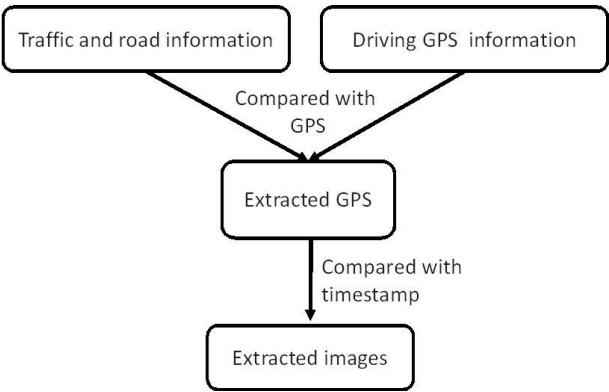 Traffic and road information
Driving GPS information
Compared with
GPS
Extracted GPS
Compared with
timestamp
Extracted images